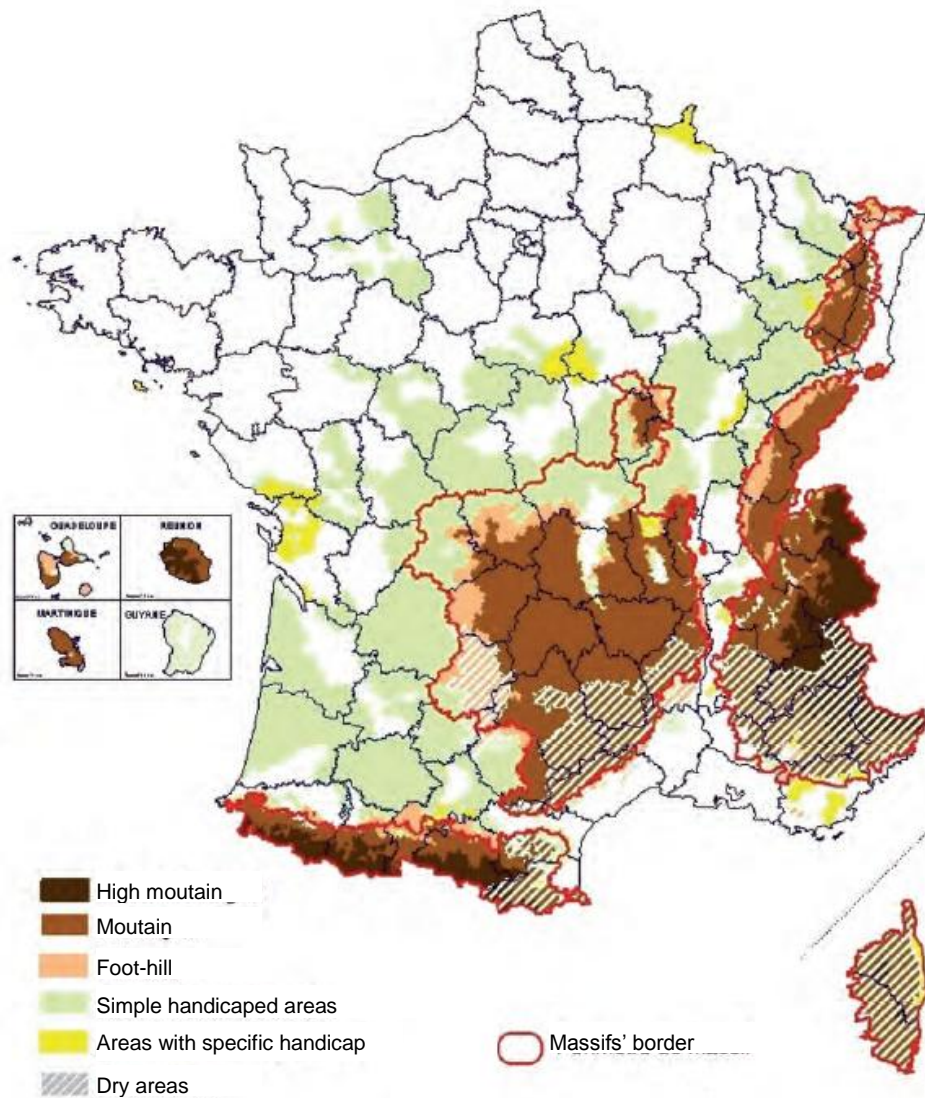 GUADELOUPE
REUNION
MARTINIQUE
GUYANE
High moutain
Moutain
Foot-hill
Simple handicaped areas
Areas with specific handicap
Dry areas
Massifs' border